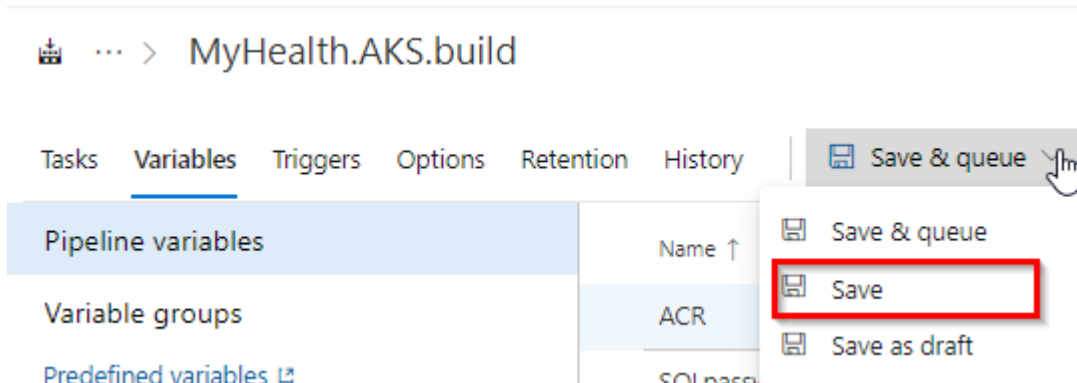 ... > MyHealth.AKS.build
Tasks Variables Triggers Options Retention History Save & queue
Pipeline variables
Variable groups
Predefined variables
Name ↑
ACR
Save & queue
Save
Save as draft